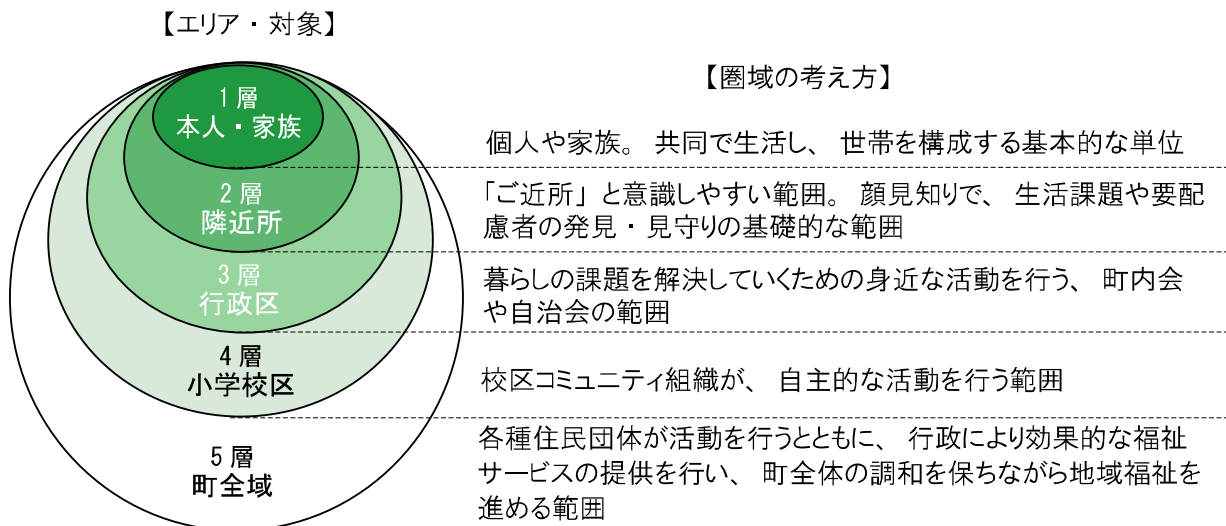 【エリア・対象】
【圏域の考え方】
1層
本人・家族
個人や家族。 共同で生活し、 世帯を構成する基本的な単位
2層
隣近所
「ご近所」 と意識しやすい範囲。 顔見知りで、 生活課題や要配
慮者の発見・見守りの基礎的な範囲
3層
行政区
暮らしの課題を解決していくための身近な活動を行う、 町内会
や自治会の範囲
4層
小学校区
校区コミュニティ組織が、 自主的な活動を行う範囲
5層
町全域
各種住民団体が活動を行うとともに、 行政により効果的な福祉
サービスの提供を行い、 町全体の調和を保ちながら地域福祉を
進める範囲